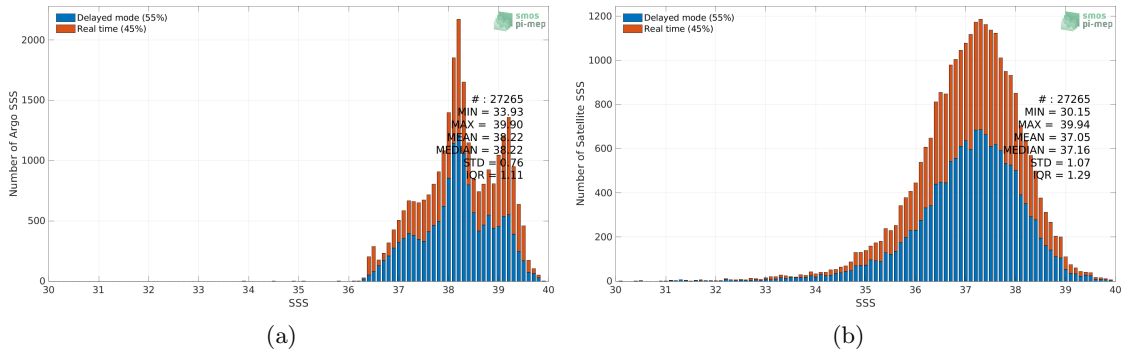 Delayed mode (55%)
Real time (45%)
smos
pi-mep
2000
1500
1000
500
0
Number of Argo SSS
# : 27265
MIN = 33.93
MAX = 39.90
MEAN = 38.22
MEDIAN = 38.22
STD = 0.76
IQR = 1.11
30 31 32 33 34 35 36 37 38 39 40
SSS
(a)
Delayed mode (55%)
Real time (45%)
smos
pi-mep
1200
1000
800
600
400
200
0
Number of Satellite SSS
# : 27265
MIN = 30.15
MAX = 39.94
MEAN = 37.05
MEDIAN = 37.16
STD = 1.07
IQR = 1.29
30 31 32 33 34 35 36 37 38 39 40
SSS
(b)